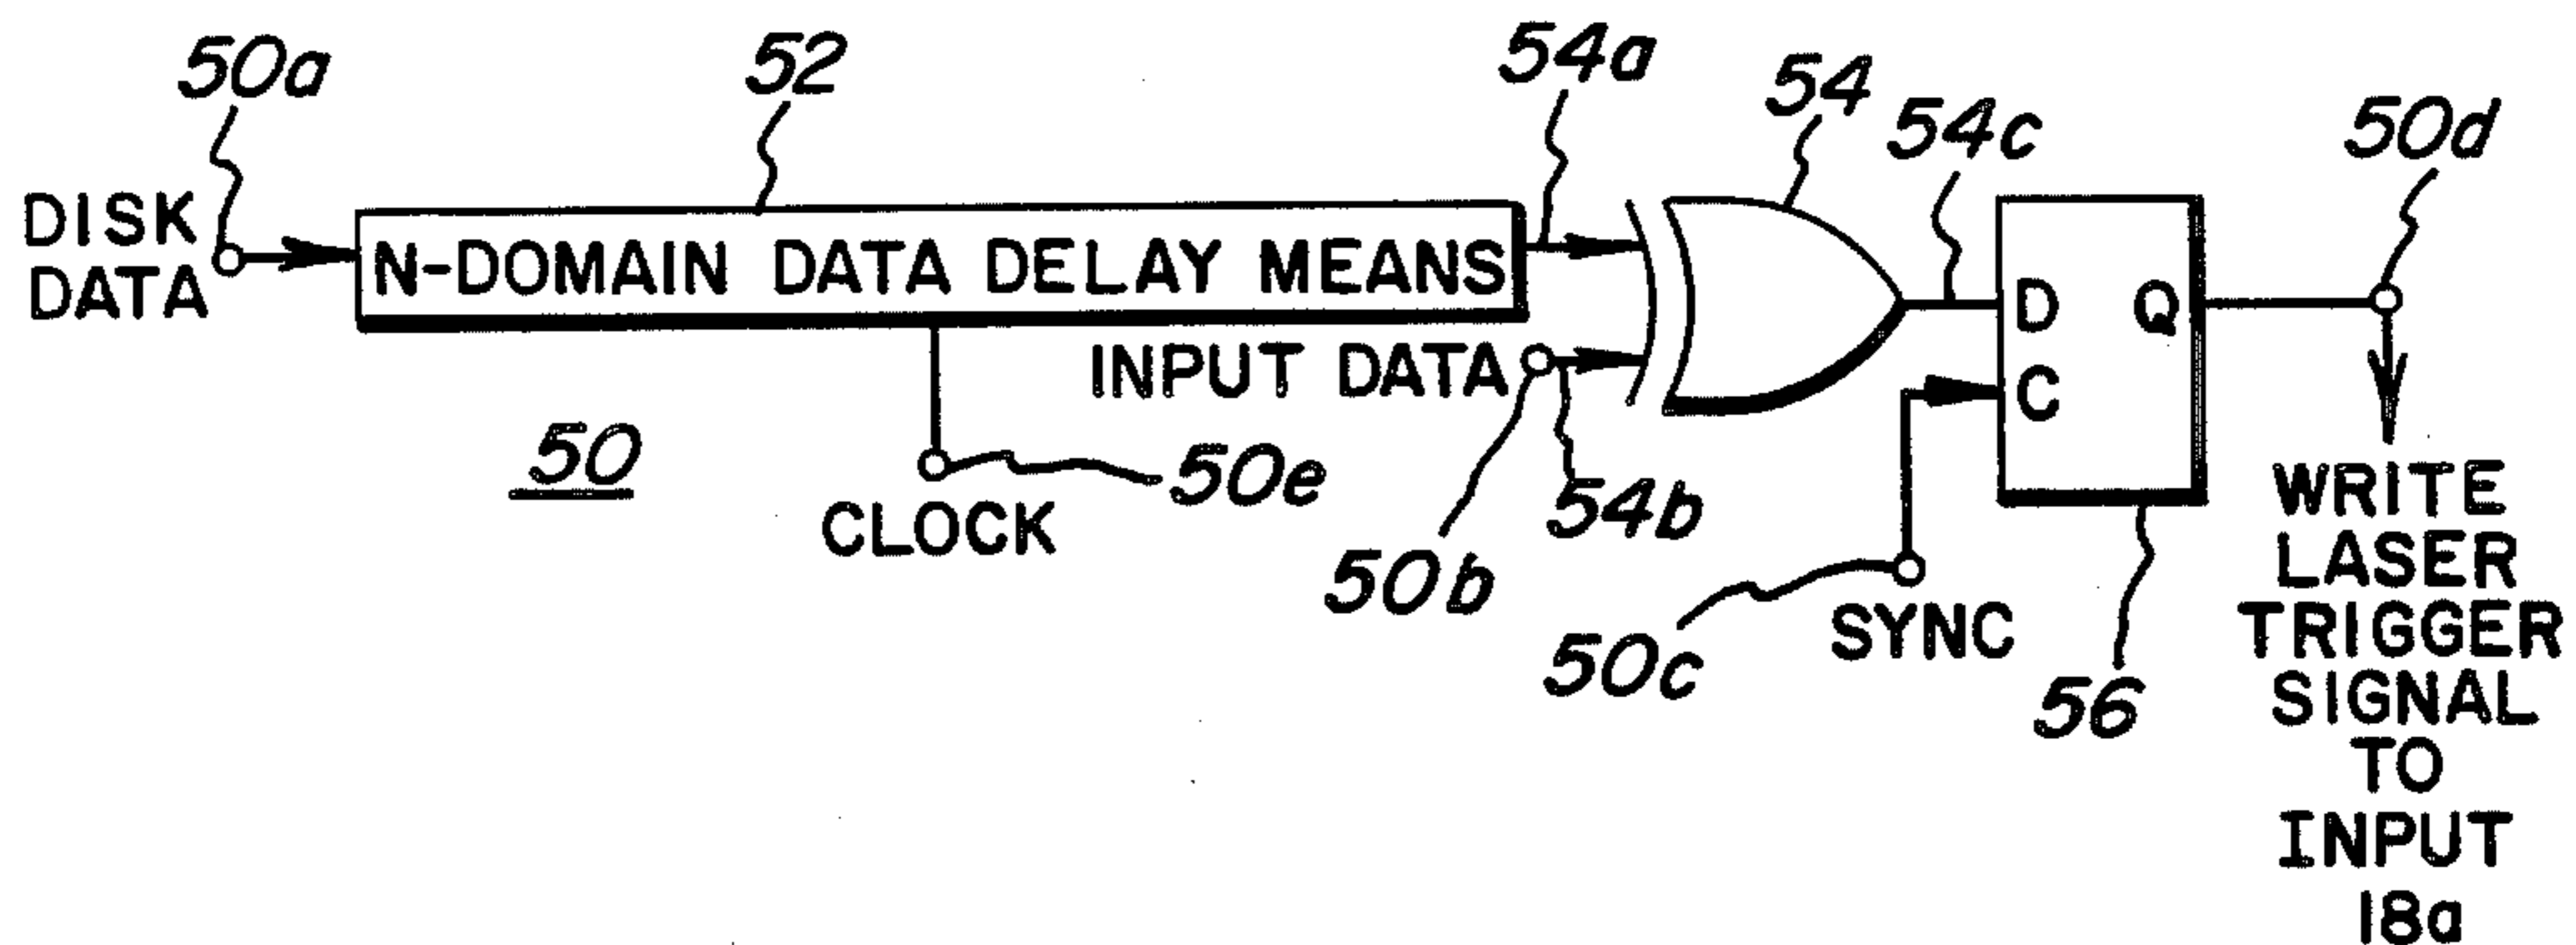 50a
52
54a
54
54c
50d
DISK
DATA
N-DOMAIN DATA DELAY MEANS
D Q
C
INPUT DATA
50
50e
CLOCK
54b
50b
50c
SYNC
56
WRITE
LASER
TRIGGER
SIGNAL
TO
INPUT
18a